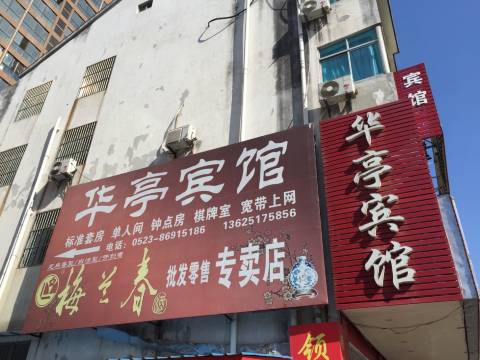 华亭宾馆
标准套房 单人间 钟点房 棋牌室 宽带上网
电话：0523-86915186 13625175856
梅兰春
批发零售 专卖店
宾馆
华亭宾馆
领